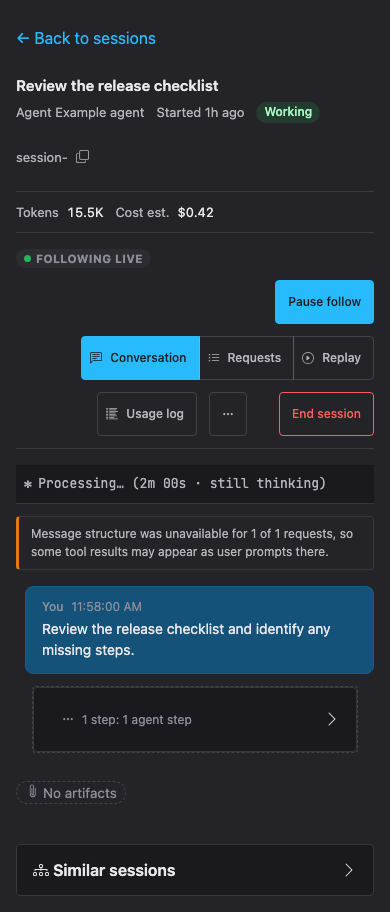 ← Back to sessions
Review the release checklist
Agent Example agent Started 1h ago Working
session-
Tokens 15.5K Cost est. $0.42
FOLLOWING LIVE
Pause follow
Conversation Requests Replay
Usage log ··· End session
✻ Processing… (2m 00s · still thinking)
Message structure was unavailable for 1 of 1 requests, so
some tool results may appear as user prompts there.
You 11:58:00 AM
Review the release checklist and identify any
missing steps.
··· 1 step: 1 agent step
No artifacts
Similar sessions